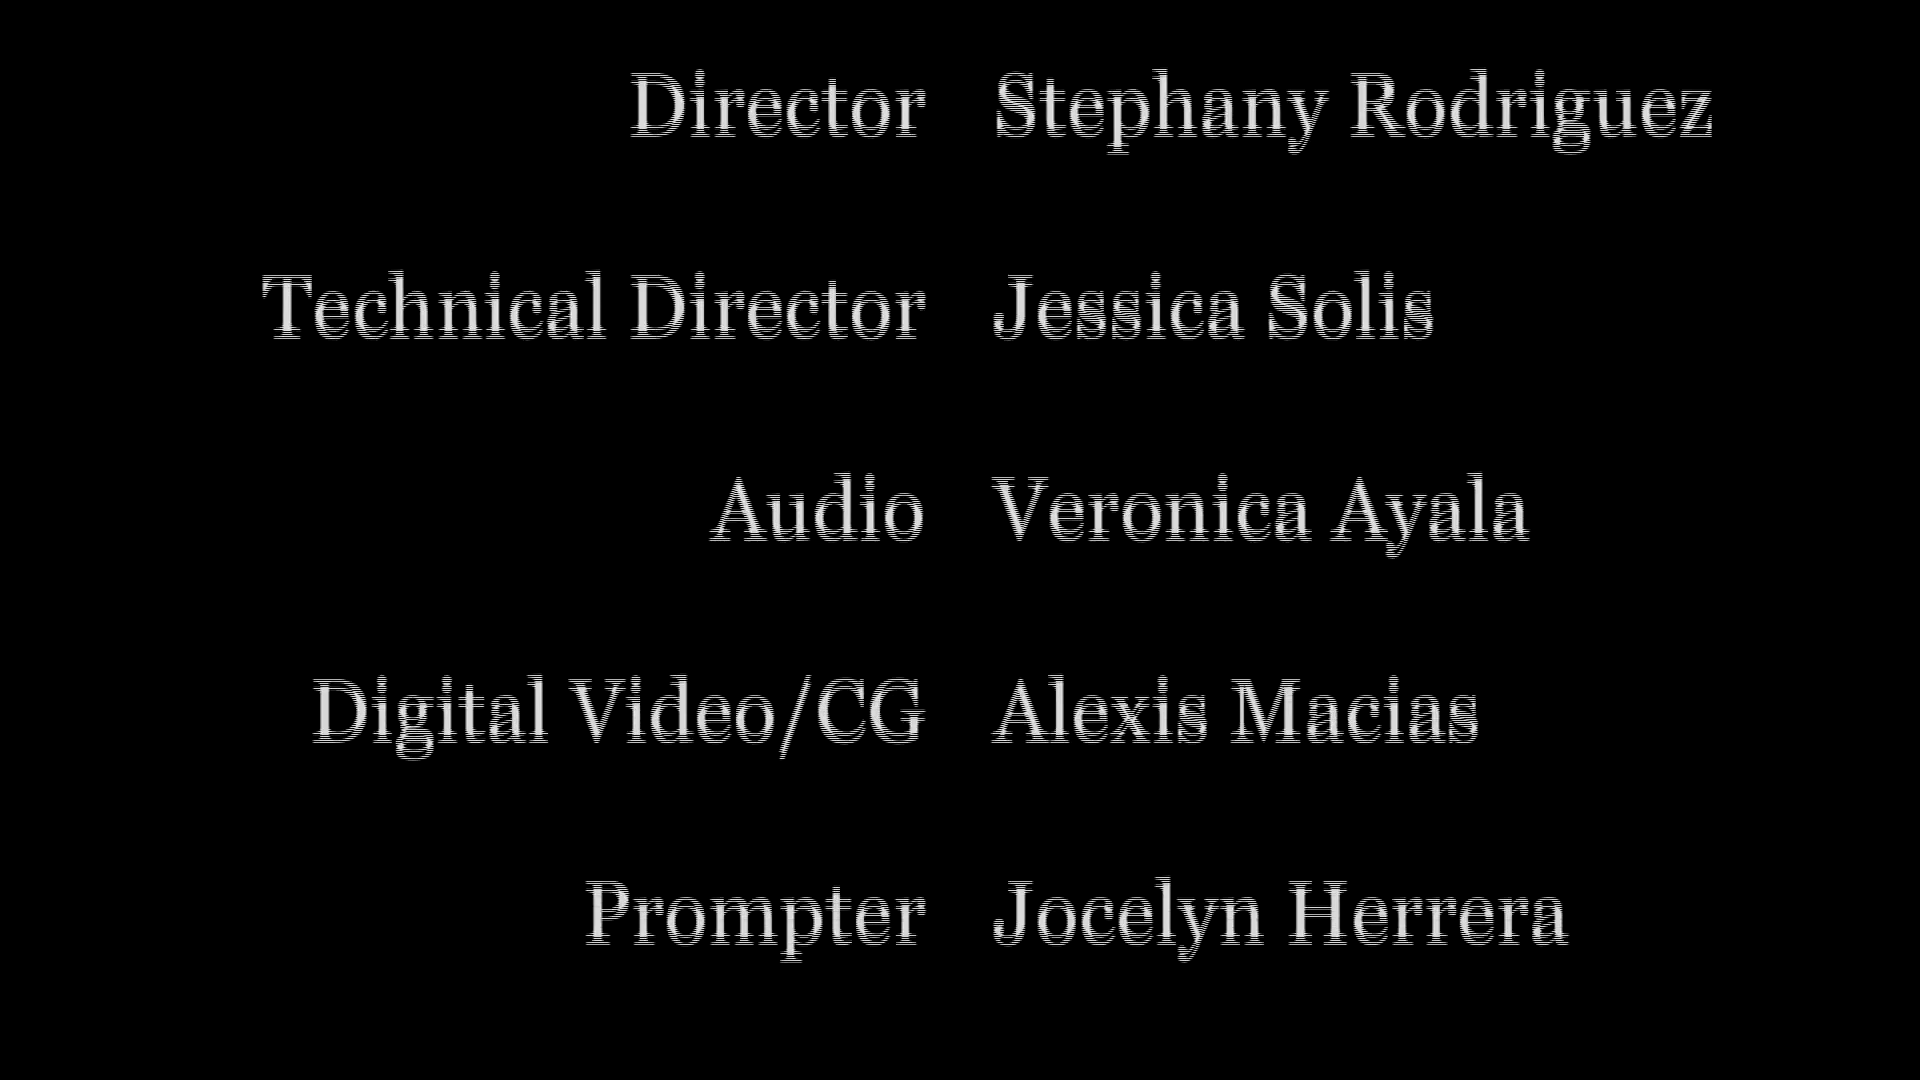 Director Stephany Rodriguez
Technical Director Jessica Solis
Audio Veronica Ayala
Digital Video/CG Alexis Macias
Prompter Jocelyn Herrera